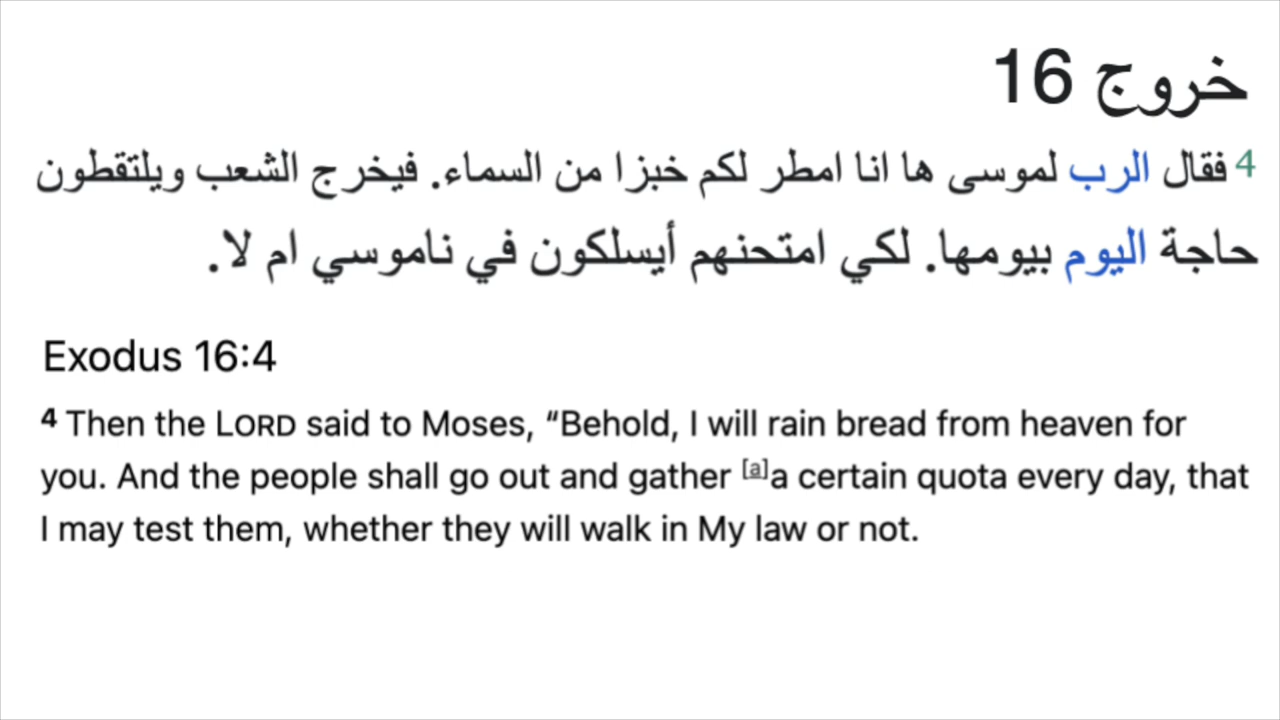 خروج 16
4 فقال الرب لموسى ها انا امطر لكم خبزا من السماء. فيخرج الشعب ويلتقطون
حاجة اليوم بيومها. لكي امتحنهم أيسلكون في ناموسي ام لا.
Exodus 16:4
4 Then the LORD said to Moses, “Behold, I will rain bread from heaven for
you. And the people shall go out and gather [a]a certain quota every day, that
I may test them, whether they will walk in My law or not.